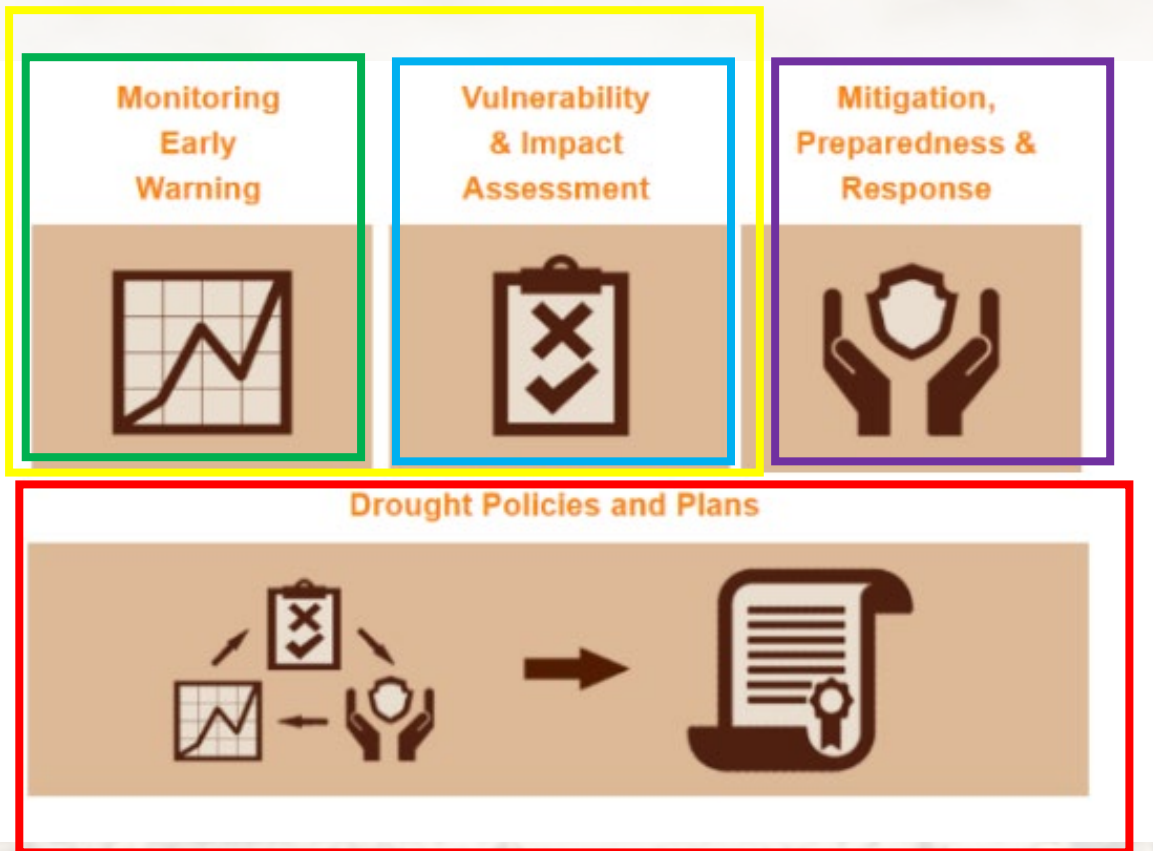 Monitoring
Early
Warning
Vulnerability
& Impact
Assessment
Mitigation,
Preparedness &
Response
Drought Policies and Plans